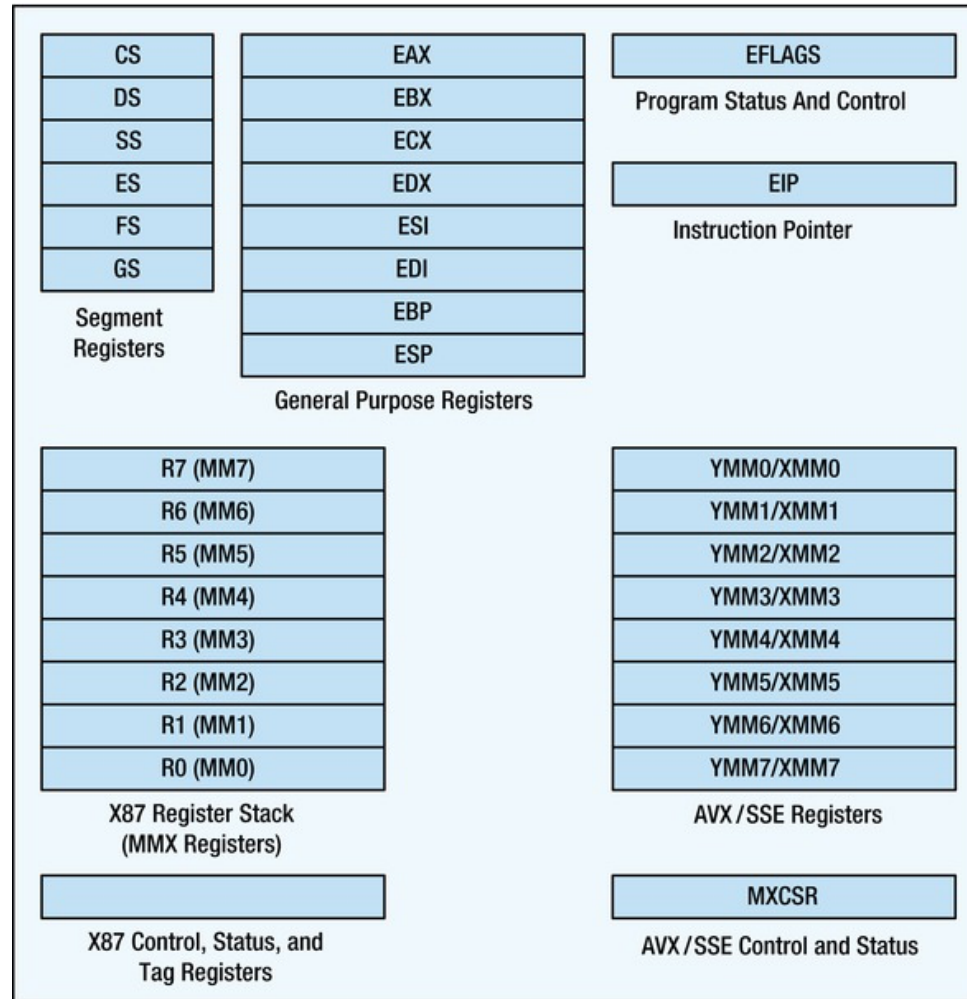 CS
DS
SS
ES
FS
GS
Segment
Registers
EAX
EBX
ECX
EDX
ESI
EDI
EBP
ESP
General Purpose Registers
EFLAGS
Program Status And Control
EIP
Instruction Pointer
R7 (MM7)
R6 (MM6)
R5 (MM5)
R4 (MM4)
R3 (MM3)
R2 (MM2)
R1 (MM1)
R0 (MM0)
X87 Register Stack
(MMX Registers)
YMM0/XMM0
YMM1/XMM1
YMM2/XMM2
YMM3/XMM3
YMM4/XMM4
YMM5/XMM5
YMM6/XMM6
YMM7/XMM7
AVX/SSE Registers
X87 Control, Status, and
Tag Registers
MXCSR
AVX/SSE Control and Status